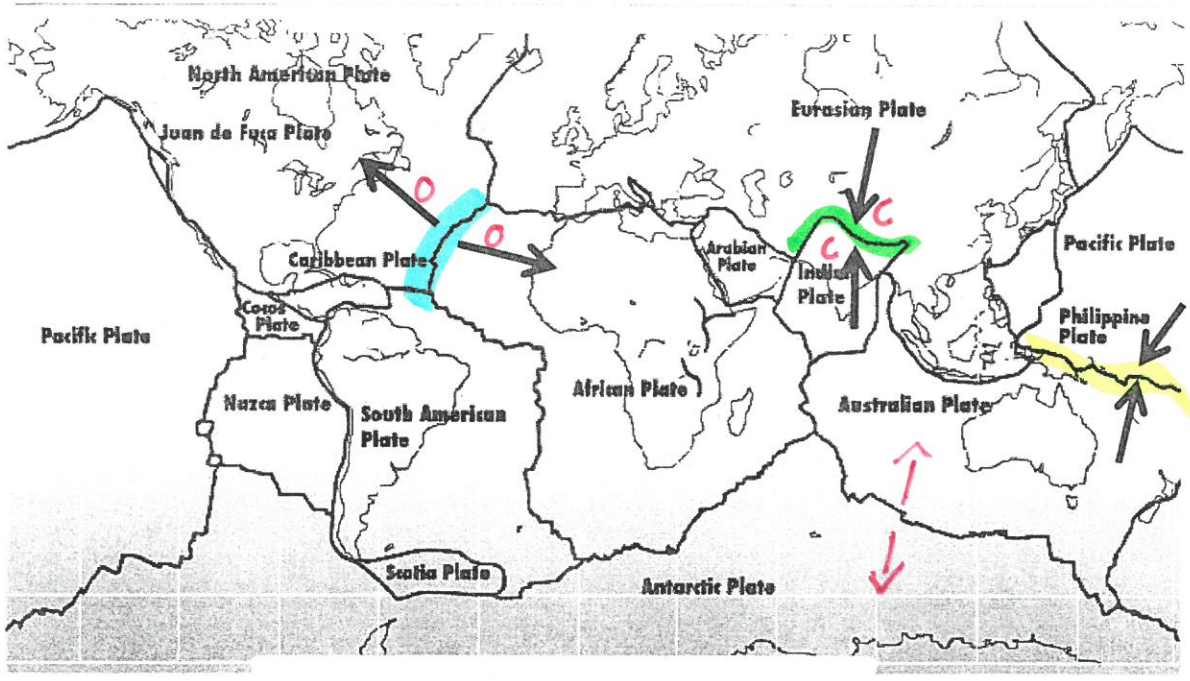 North American Plate
Juan de Fuca Plate
Eurasian Plate
O
O
C
C
Caribbean Plate
Arabian
Plate
Indian
Plate
Pacific Plate
Cocos
Plate
Pacific Plate
Philippine
Plate
Nazca Plate
South American
Plate
African Plate
Australian Plate
Scotia Plate
Antarctic Plate